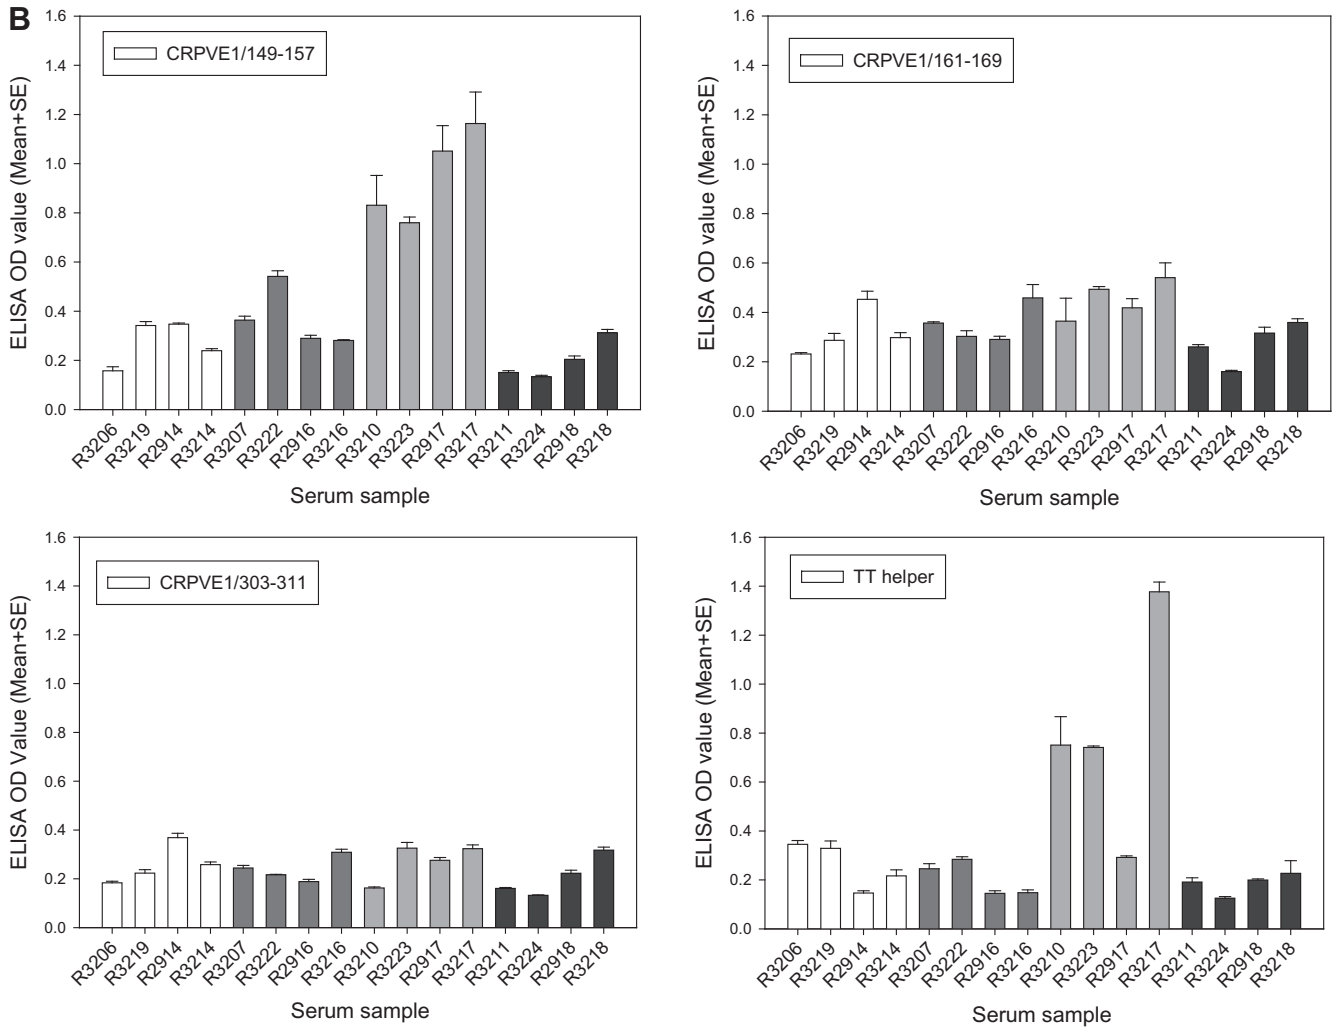 B
CRPVE1/149-157
ELISA OD value (Mean+SE)
1.6
1.4
1.2
1.0
0.8
0.6
0.4
0.2
0.0
R3206
R3219
R2914
R3214
R3207
R3222
R2916
R3216
R3210
R3223
R2917
R3217
R3211
R3224
R2918
R3218
Serum sample
CRPVE1/161-169
ELISA OD value (Mean+SE)
1.6
1.4
1.2
1.0
0.8
0.6
0.4
0.2
0.0
R3206
R3219
R2914
R3214
R3207
R3222
R2916
R3216
R3210
R3223
R2917
R3217
R3211
R3224
R2918
R3218
Serum sample
CRPVE1/303-311
ELISA OD Value (Mean+SE)
1.6
1.4
1.2
1.0
0.8
0.6
0.4
0.2
0.0
R3206
R3219
R2914
R3214
R3207
R3222
R2916
R3216
R3210
R3223
R2917
R3217
R3211
R3224
R2918
R3218
Serum sample
TT helper
ELISA OD value (Mean+SE)
1.6
1.4
1.2
1.0
0.8
0.6
0.4
0.2
0.0
R3206
R3219
R2914
R3214
R3207
R3222
R2916
R3216
R3210
R3223
R2917
R3217
R3211
R3224
R2918
R3218
Serum sample